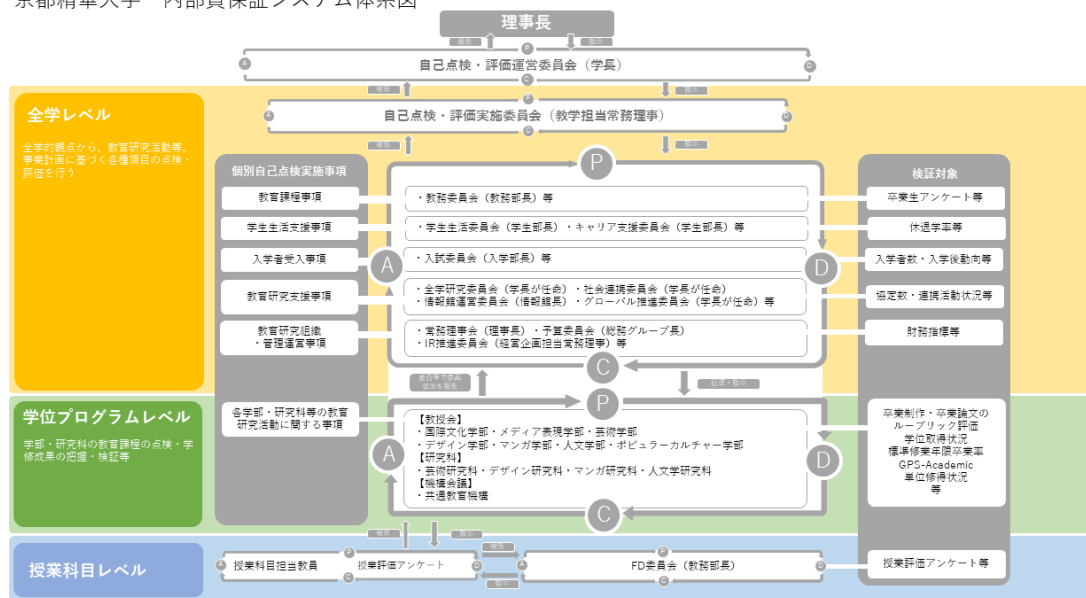 京都精華大学　内部質保証システム体系図
理事長
報告
指示
P
A
自己点検・評価運営委員会（学長）
D
C
報告
指示
P
A
自己点検・評価実施委員会（教学担当常務理事）
D
C
報告
指示
全学レベル
全学的観点から、教育研究活動等、
事業計画に基づく各種項目の点検・
評価を行う
個別自己点検実施事項
教育課程事項
学生生活支援事項
入学者受入事項
教育研究支援事項
教育研究組織
・管理運営事項
P
・教務委員会（教務部長）等
・学生生活委員会（学生部長）・キャリア支援委員会（学生部長）等
A
・入試委員会（入学部長）等
D
・全学研究委員会（学長が任命）・社会連携委員会（学長が任命）
・情報館運営委員会（情報館長）・グローバル推進委員会（学長が任命）等
・常務理事会（理事長）・予算委員会（総務グループ長）
・IR推進委員会（経営企画担当常務理事）等
C
検証対象
卒業生アンケート等
休退学率等
入学者数・入学後動向等
協定数・連携活動状況等
財務指標等
状況を報告
伝達・指示
学位プログラムレベル
学部・研究科の教育課程の点検・学
修成果の把握・検証等
各学部・研究科等の教育
研究活動に関する事項
P
【教授会】
・国際文化学部・メディア表現学部・芸術学部
・デザイン学部・マンガ学部・人文学部・ポピュラーカルチャー学部
【研究科】
・芸術研究科・デザイン研究科・マンガ研究科・人文学研究科
【機構会議】
・共通教育機構
A
D
C
卒業制作・卒業論文の
ルーブリック評価
学位取得状況
標準修業年限卒業率
GPS-Academic
単位修得状況
等
報告
指示
授業科目レベル
P
A
授業科目担当教員
授業評価アンケート
D
C
報告
指示
P
A
FD委員会（教務部長）
D
C
授業評価アンケート等